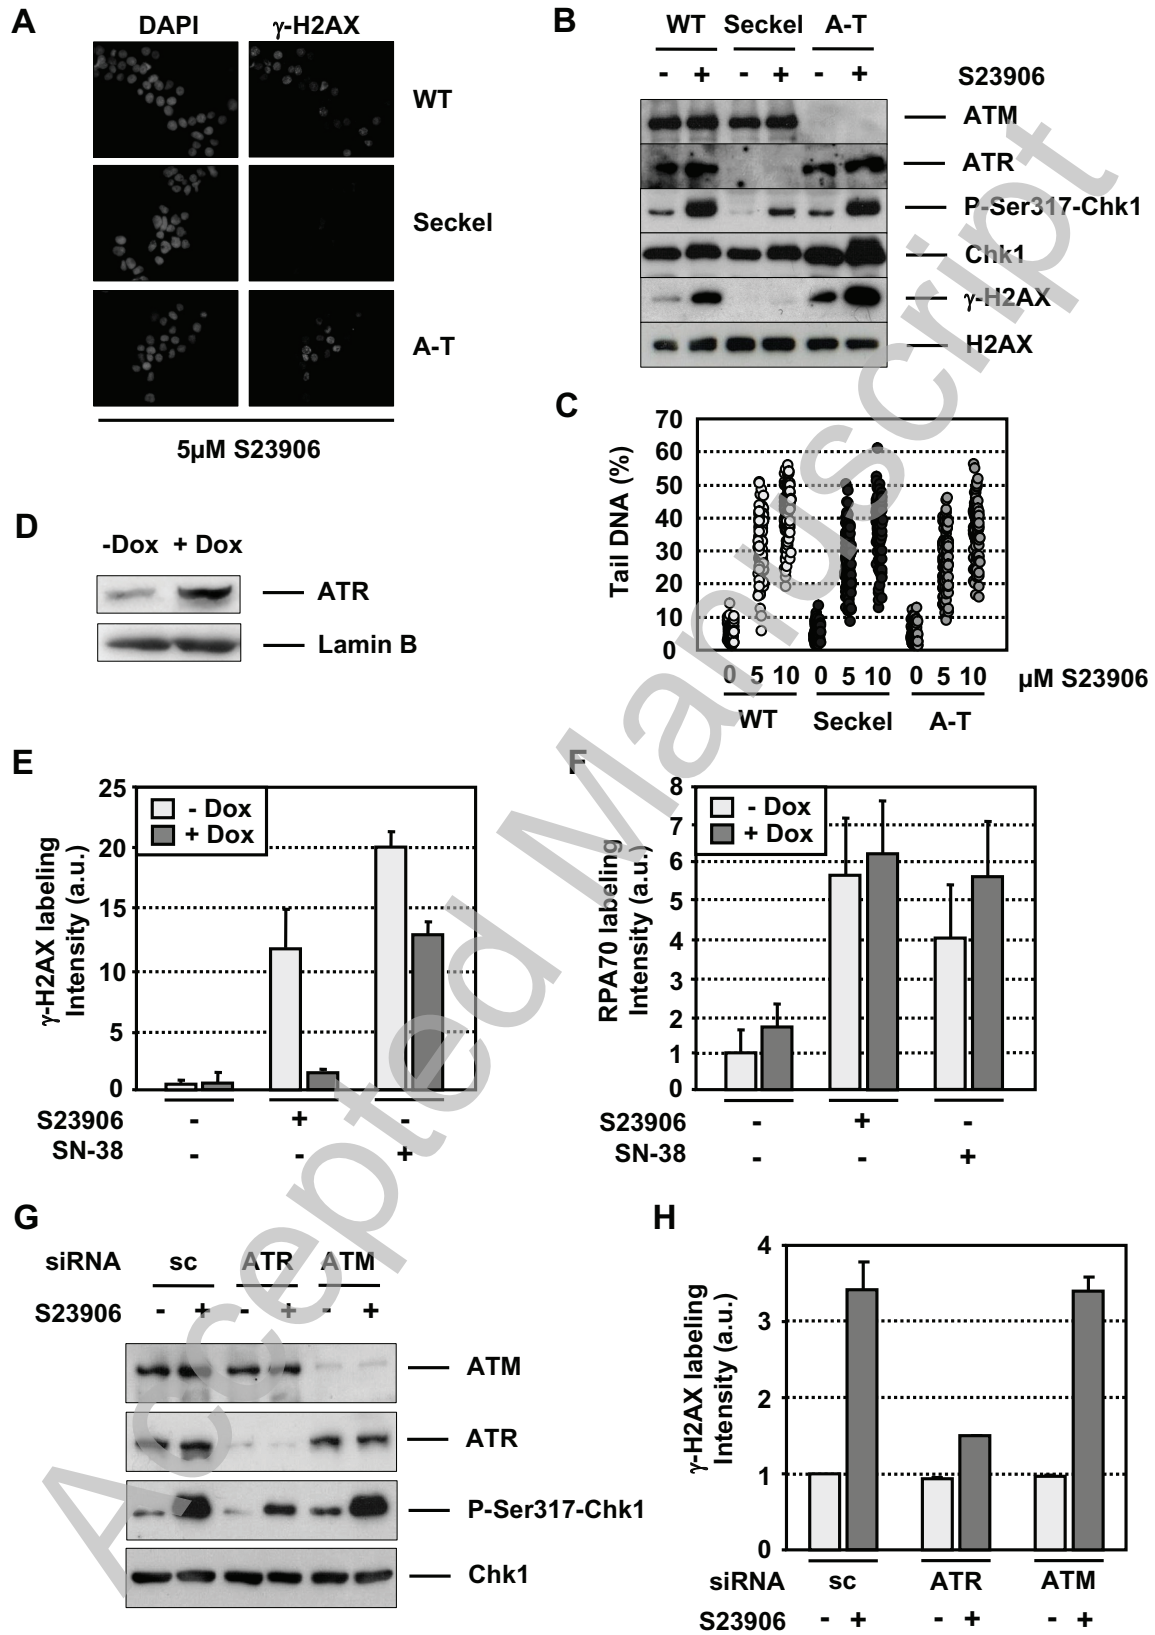 A
DAPI γ-H2AX
WT
Seckel
A-T
5µM S23906
B
WT Seckel A-T
- + - + - + S23906
ATM
ATR
P-Ser317-Chk1
Chk1
γ-H2AX
H2AX
C
Tail DNA (%)
70
60
50
40
30
20
10
0
0 5 10 0 5 10 0 5 10 µM S23906
WT Seckel A-T
D
-Dox + Dox
ATR
Lamin B
E
γ-H2AX labeling
Intensity (a.u.)
25
20
15
10
5
0
- Dox
+ Dox
S23906 - + -
SN-38 - - +
F
RPA70 labeling
Intensity (a.u.)
8
7
6
5
4
3
2
1
0
- Dox
+ Dox
S23906 - + -
SN-38 - - +
G
siRNA sc ATR ATM
S23906 - + - + - +
ATM
ATR
P-Ser317-Chk1
Chk1
H
γ-H2AX labeling
Intensity (a.u.)
4
3
2
1
0
siRNA sc ATR ATM
S23906 - + - + - +
Accepted Manuscript